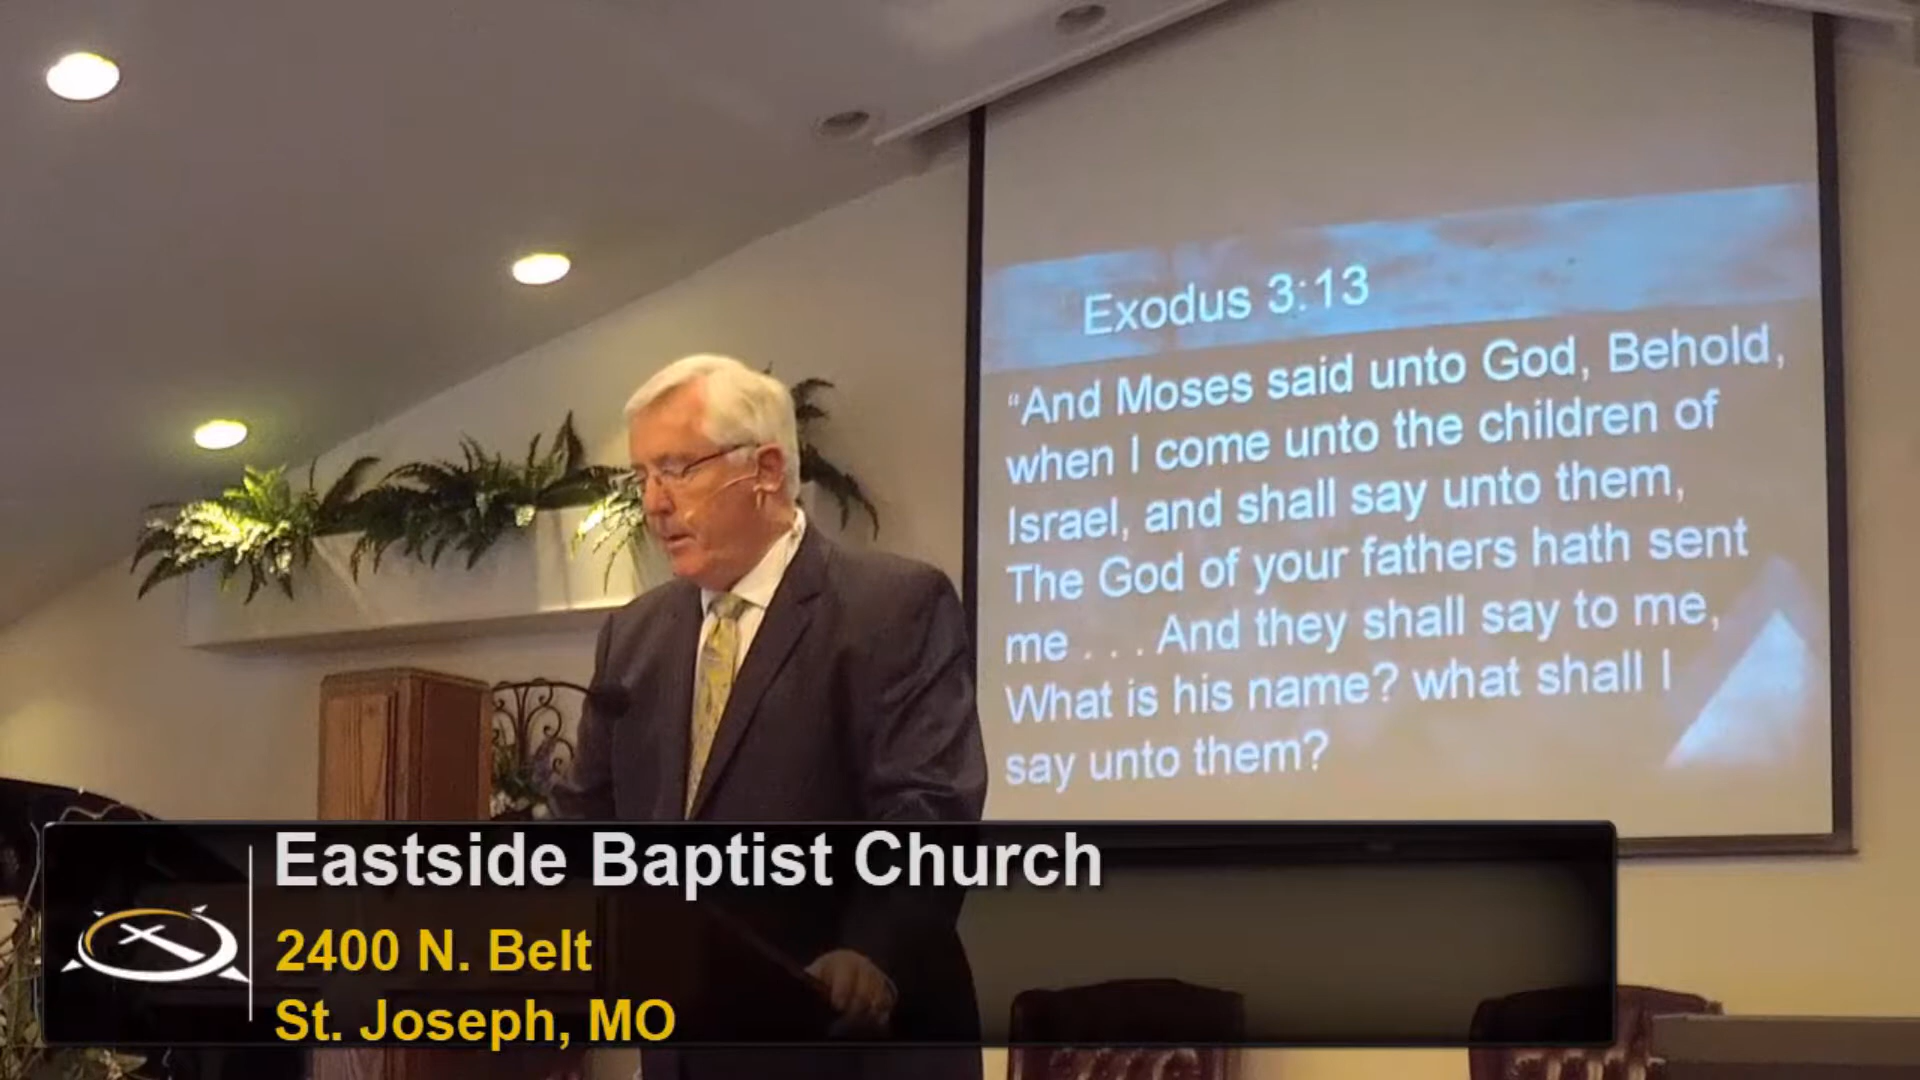 Exodus 3:13
“And Moses said unto God, Behold,
when I come unto the children of
Israel, and shall say unto them,
The God of your fathers hath sent
me . . . And they shall say to me,
What is his name? what shall I
say unto them?
Eastside Baptist Church
2400 N. Belt
St. Joseph, MO